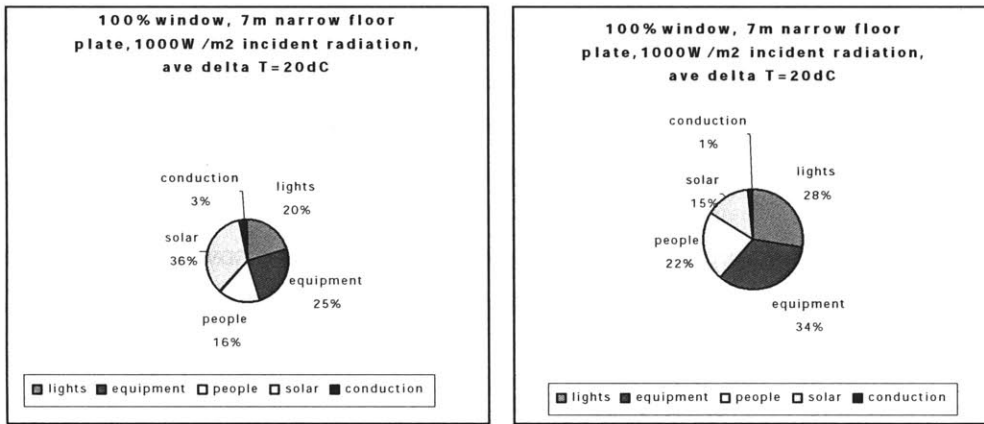 100% window, 7m narrow floor
plate,1000W /m2 incident radiation,
ave delta T=20dC
conduction
3%
lights
20%
solar
36%
equipment
25%
people
16%
lights equipment people solar conduction
100% window, 7m narrow floor
plate,1000W /m2 incident radiation,
ave delta T=20dC
conduction
1%
lights
28%
solar
15%
people
22%
equipment
34%
lights equipment people solar conduction